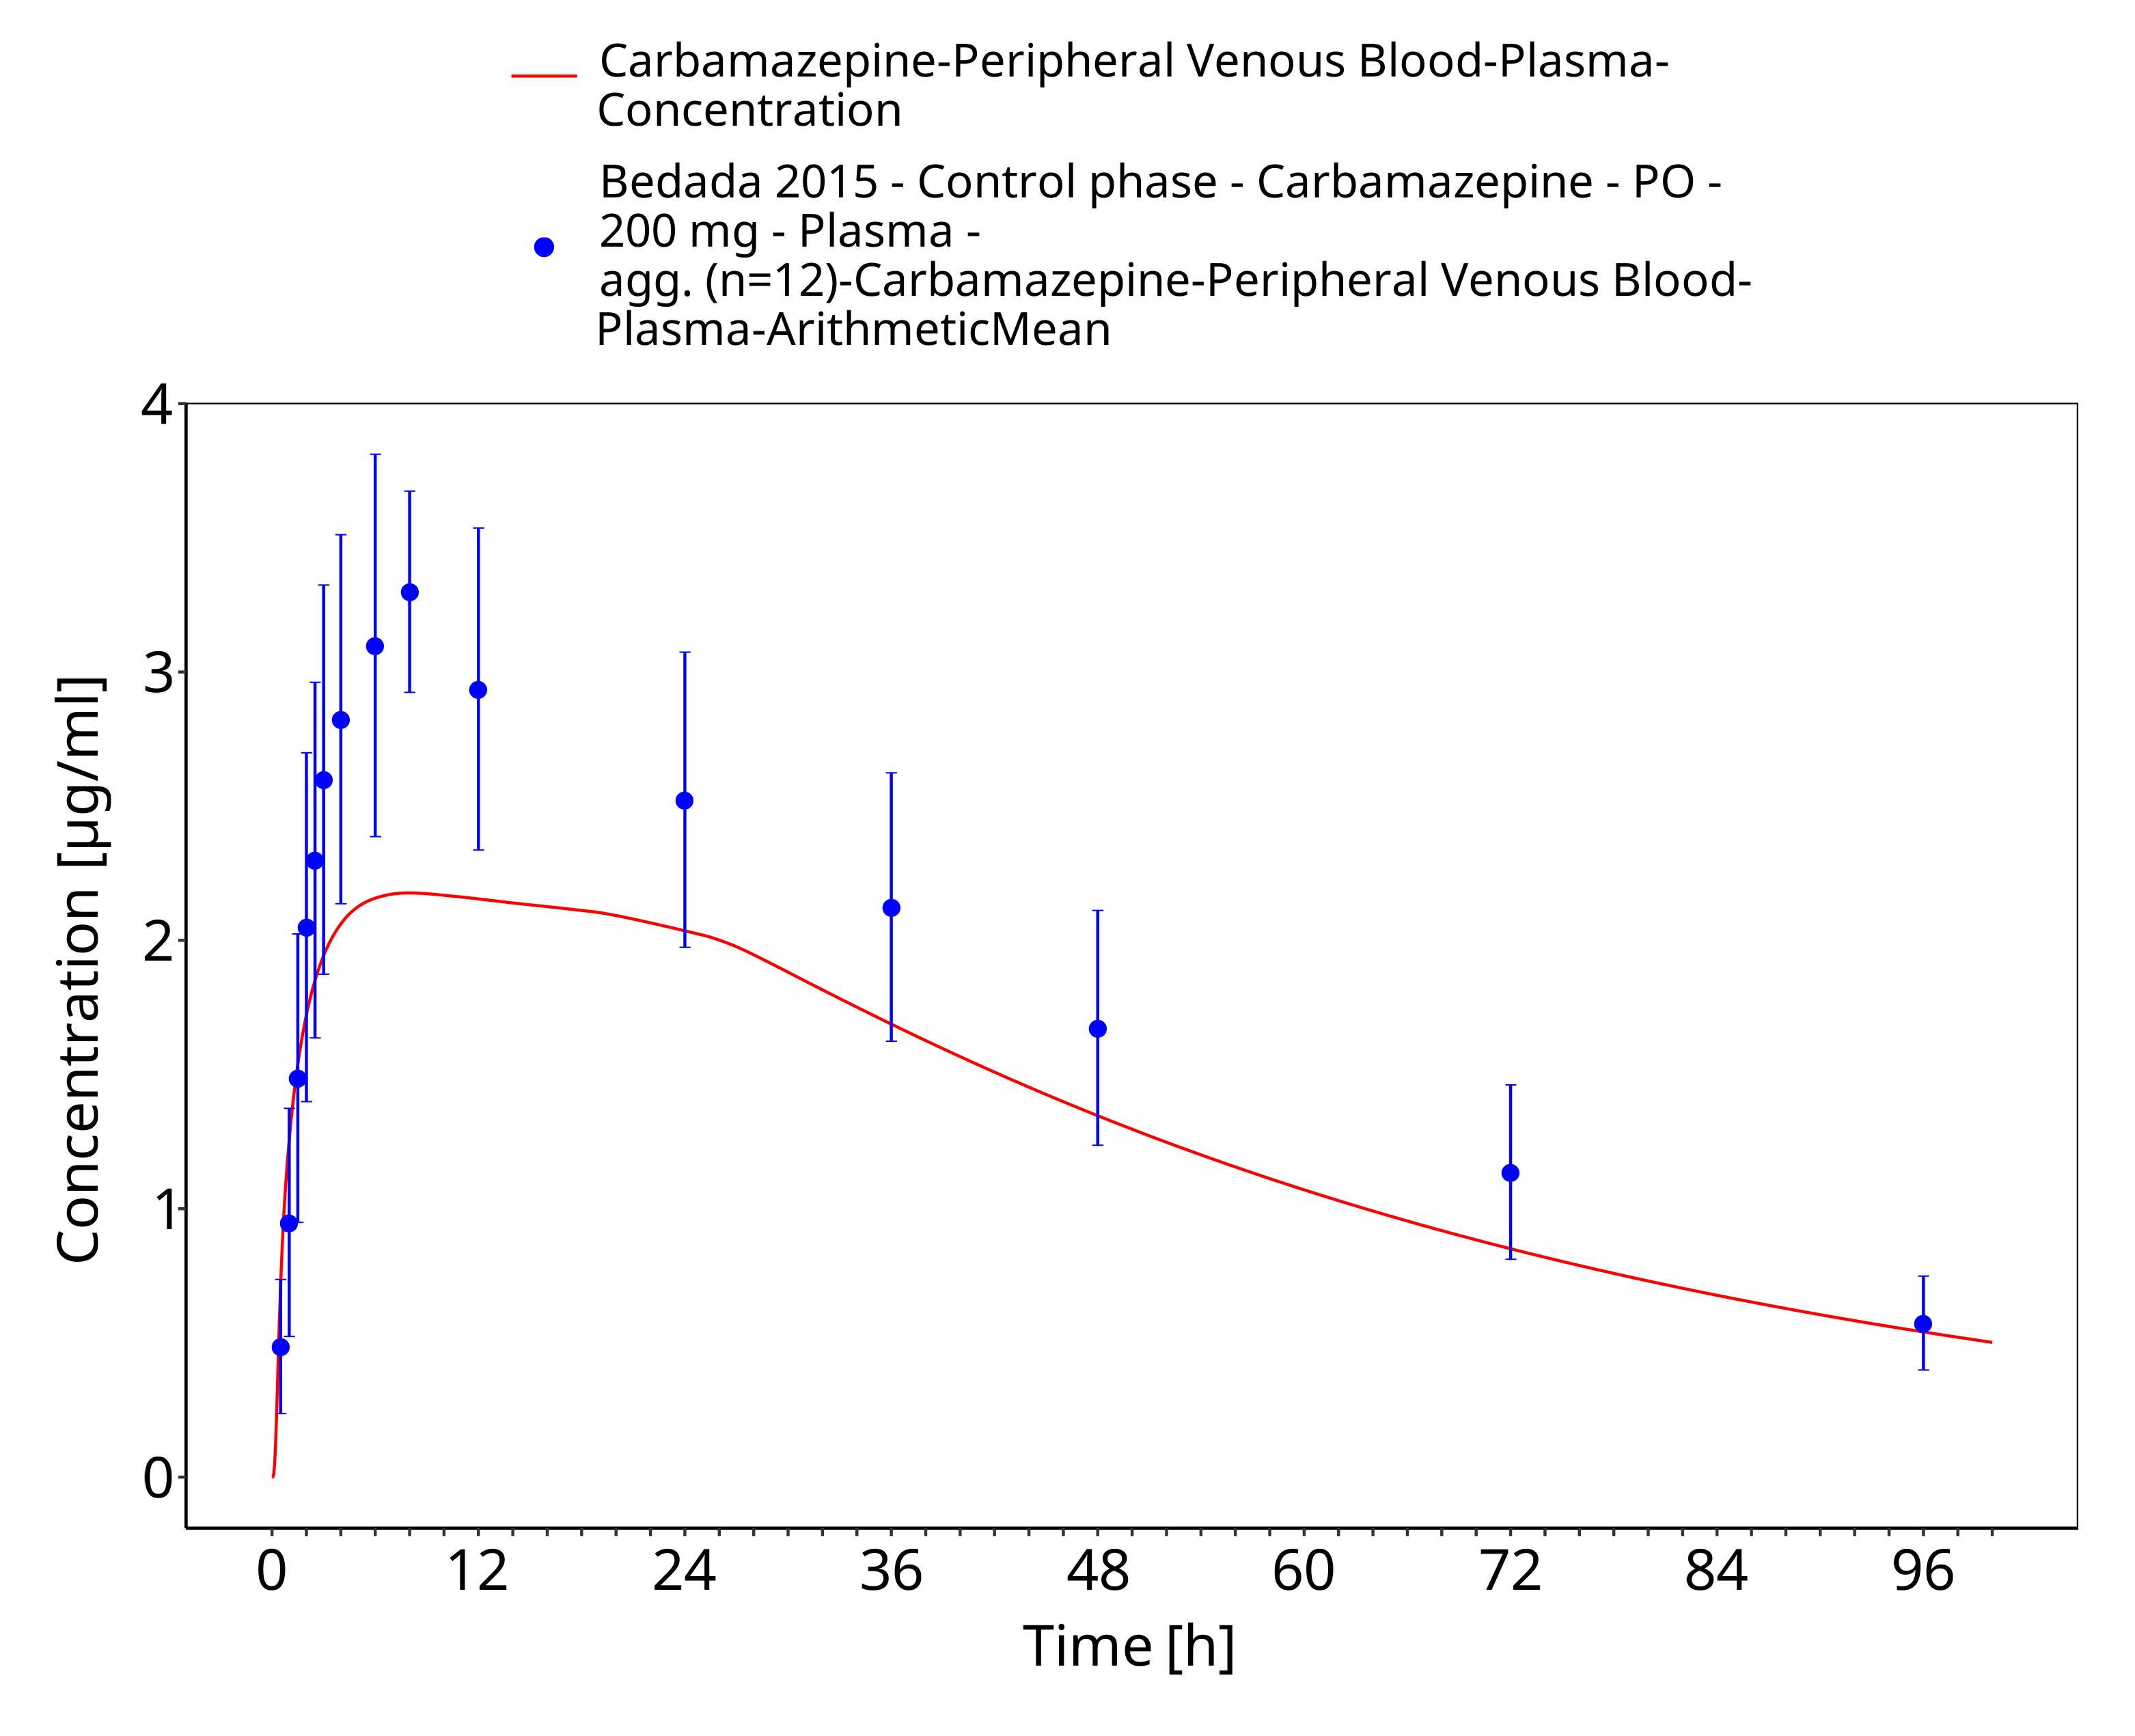 Carbamazepine-Peripheral Venous Blood-Plasma-
Concentration
Bedada 2015 - Control phase - Carbamazepine - PO -
200 mg - Plasma -
agg. (n=12)-Carbamazepine-Peripheral Venous Blood-
Plasma-ArithmeticMean
4
3
2
1
0
Concentration [µg/ml]
0 12 24 36 48 60 72 84 96
Time [h]